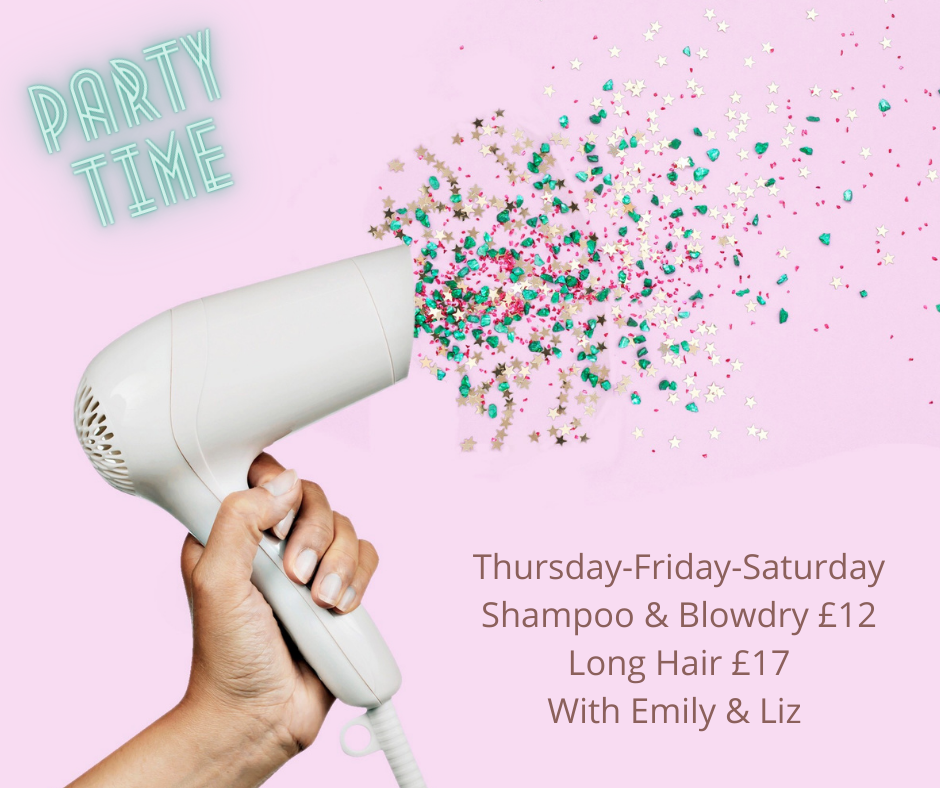 PARTY
TIME
Thursday-Friday-Saturday
Shampoo & Blowdry £12
Long Hair £17
With Emily & Liz